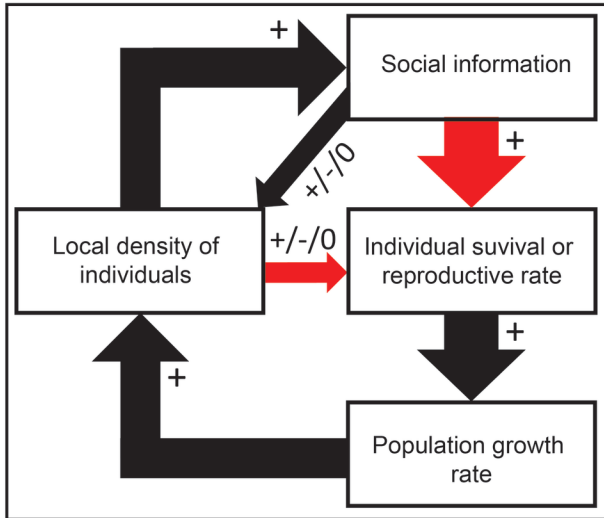 +
Social information
+
+/-/0
Local density of
individuals
+/-/0
Individual suvival or
reproductive rate
+
+
Population growth
rate